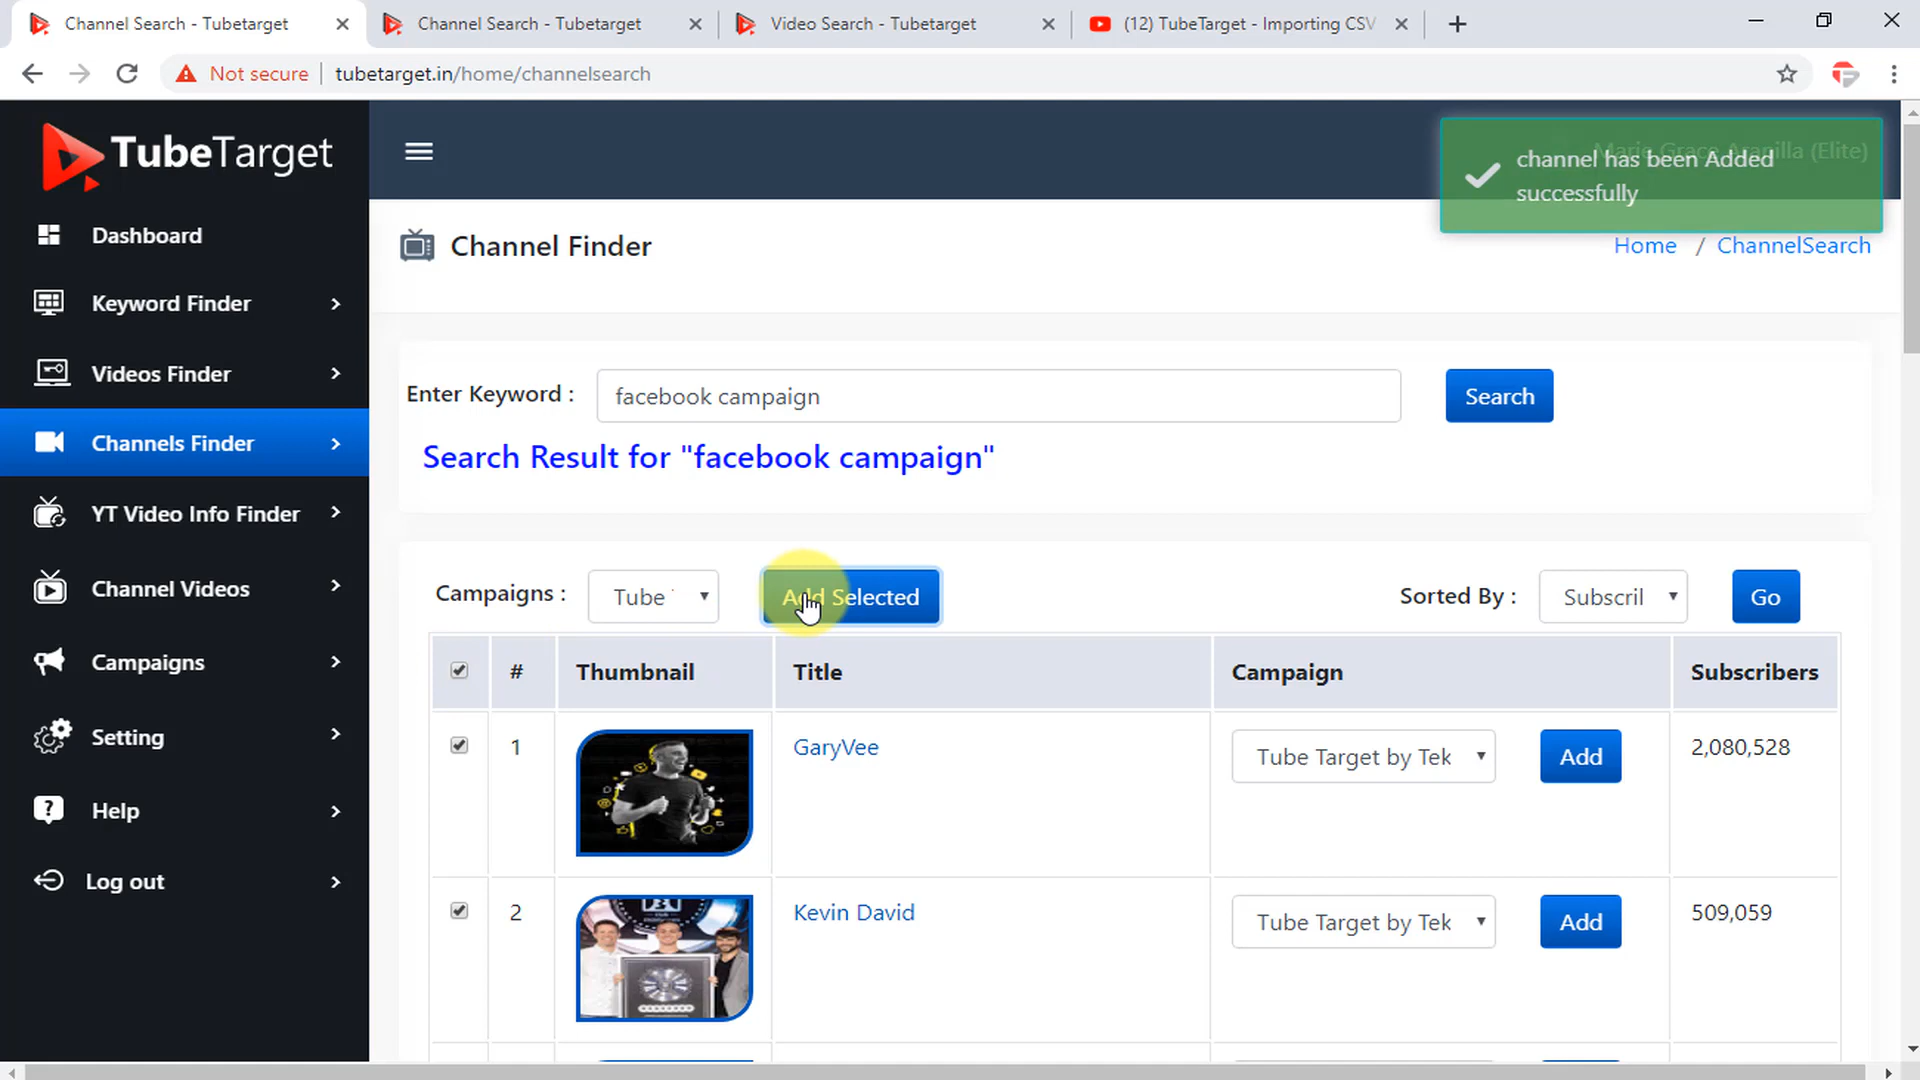 Channel Search - Tubetarget
Channel Search - Tubetarget
Video Search - Tubetarget
(12) TubeTarget - Importing CSV
Not secure
tubetarget.in/home/channelsearch
TubeTarget
Marie Grace Arapilla (Elite)
channel has been Added
successfully
Dashboard
Keyword Finder
Videos Finder
Channels Finder
YT Video Info Finder
Channel Videos
Campaigns
Setting
Help
Log out
Channel Finder
Home / ChannelSearch
Enter Keyword :
facebook campaign
Search
Search Result for "facebook campaign"
Campaigns :
Tube
Add Selected
Sorted By :
Subscril
Go
# Thumbnail Title Campaign Subscribers
1 GaryVee Tube Target by Tek Add 2,080,528
2 Kevin David Tube Target by Tek Add 509,059